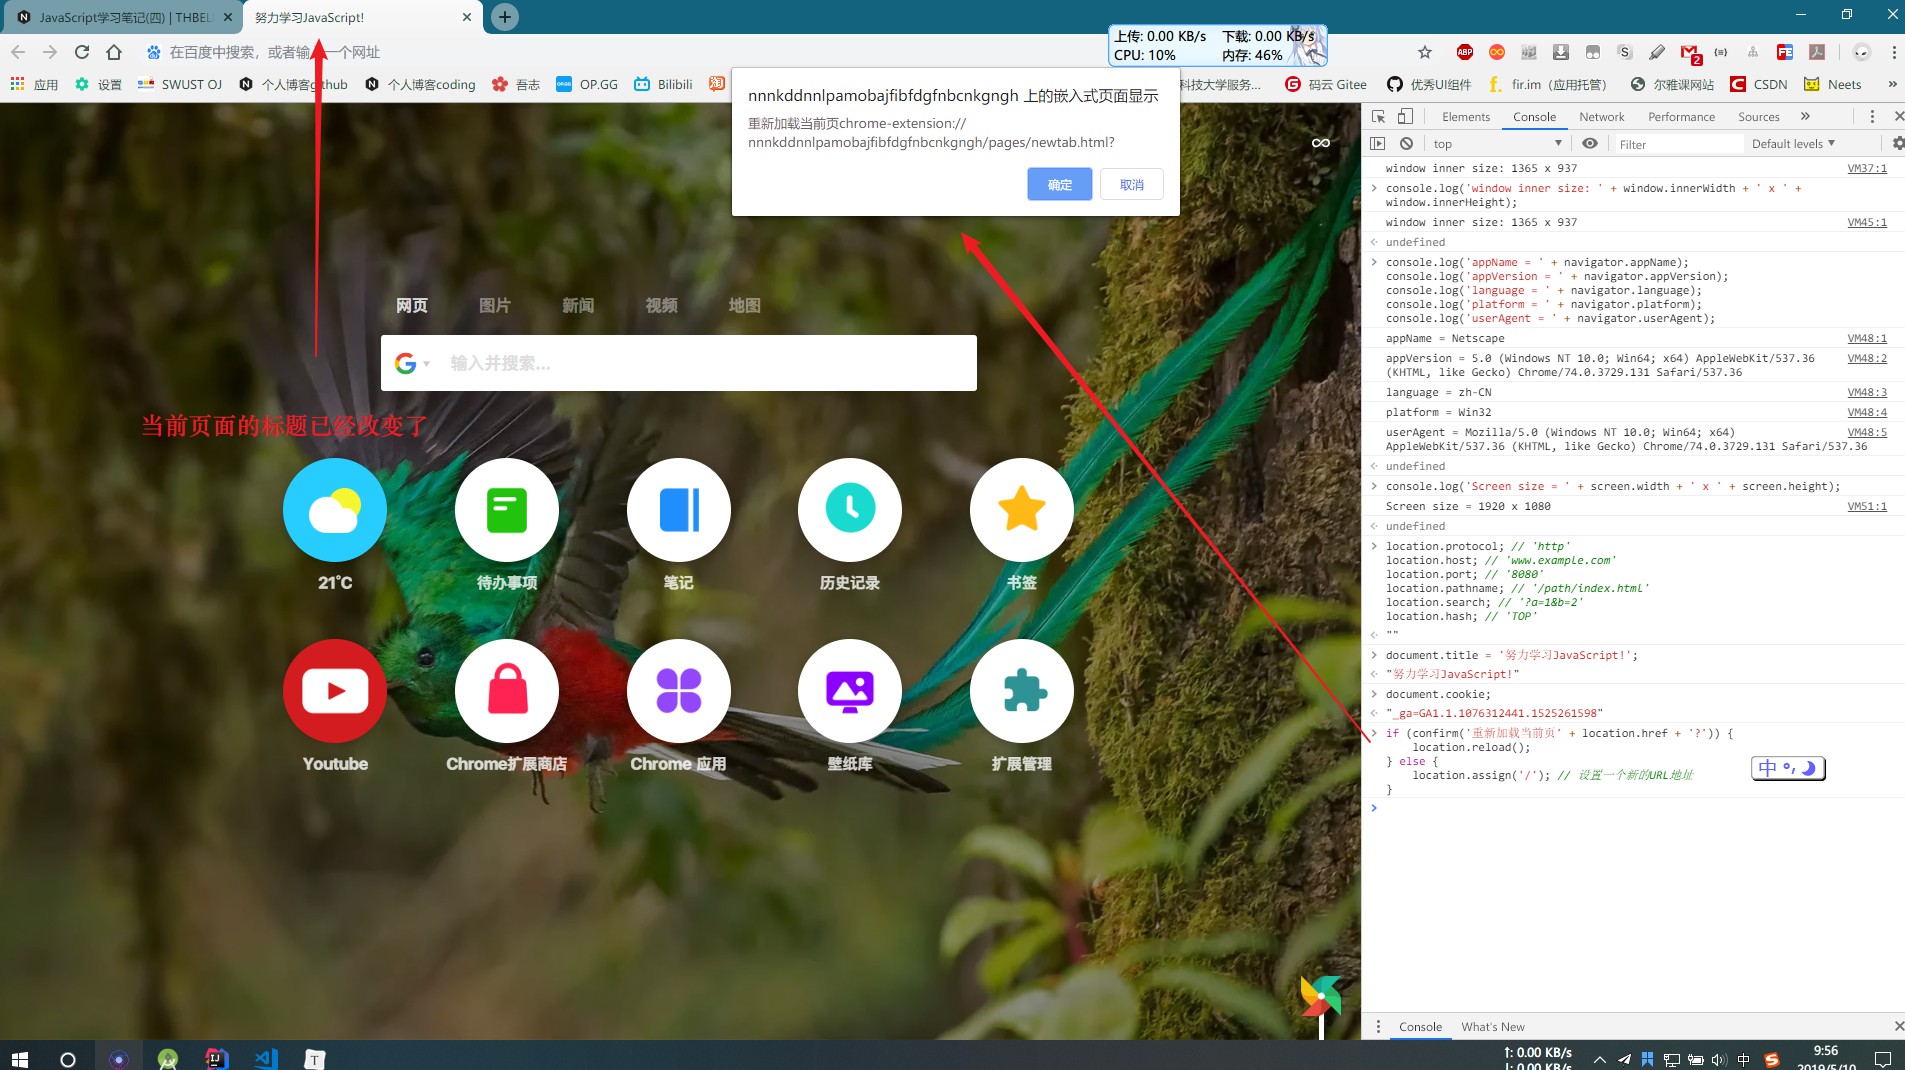 JavaScript学习笔记(四) | THBEL
努力学习JavaScript!
在百度中搜索，或者输入一个网址
上传: 0.00 KB/s 下载: 0.00 KB/s
CPU: 10% 内存: 46%
ABP
2
应用
设置
SWUST OJ
个人博客github
个人博客coding
吾志
OP.GG
Bilibili
淘
科技大学服务...
码云 Gitee
优秀UI组件
fir.im（应用托管）
尔雅课网站
CSDN
Neets
»
nnnkddnnlpamobajfibfdgfnbcnkgngh 上的嵌入式页面显示
重新加载当前页chrome-extension://
nnnkddnnlpamobajfibfdgfnbcnkgngh/pages/newtab.html?
确定
取消
网页 图片 新闻 视频 地图
输入并搜索...
当前页面的标题已经改变了
21°C
待办事项
笔记
历史记录
书签
Youtube
Chrome扩展商店
Chrome 应用
壁纸库
扩展管理
Elements Console Network Performance Sources »
top
Filter
Default levels
window inner size: 1365 x 937 VM37:1
console.log('window inner size: ' + window.innerWidth + ' x ' +
window.innerHeight);
window inner size: 1365 x 937 VM45:1
undefined
console.log('appName = ' + navigator.appName);
console.log('appVersion = ' + navigator.appVersion);
console.log('language = ' + navigator.language);
console.log('platform = ' + navigator.platform);
console.log('userAgent = ' + navigator.userAgent);
appName = Netscape VM48:1
appVersion = 5.0 (Windows NT 10.0; Win64; x64) AppleWebKit/537.36 VM48:2
(KHTML, like Gecko) Chrome/74.0.3729.131 Safari/537.36
language = zh-CN VM48:3
platform = Win32 VM48:4
userAgent = Mozilla/5.0 (Windows NT 10.0; Win64; x64) VM48:5
AppleWebKit/537.36 (KHTML, like Gecko) Chrome/74.0.3729.131 Safari/537.36
undefined
console.log('Screen size = ' + screen.width + ' x ' + screen.height);
Screen size = 1920 x 1080 VM51:1
undefined
location.protocol; // 'http'
location.host; // 'www.example.com'
location.port; // '8080'
location.pathname; // '/path/index.html'
location.search; // '?a=1&b=2'
location.hash; // 'TOP'
""
document.title = '努力学习JavaScript!';
"努力学习JavaScript!"
document.cookie;
"_ga=GA1.1.1076312441.1525261598"
if (confirm('重新加载当前页' + location.href + '?')) {
location.reload();
} else {
location.assign('/'); // 设置一个新的URL地址
}
中
Console What's New
↑: 0.00 KB/s
↓: 0.00 KB/s
中
9:56
2019/5/10